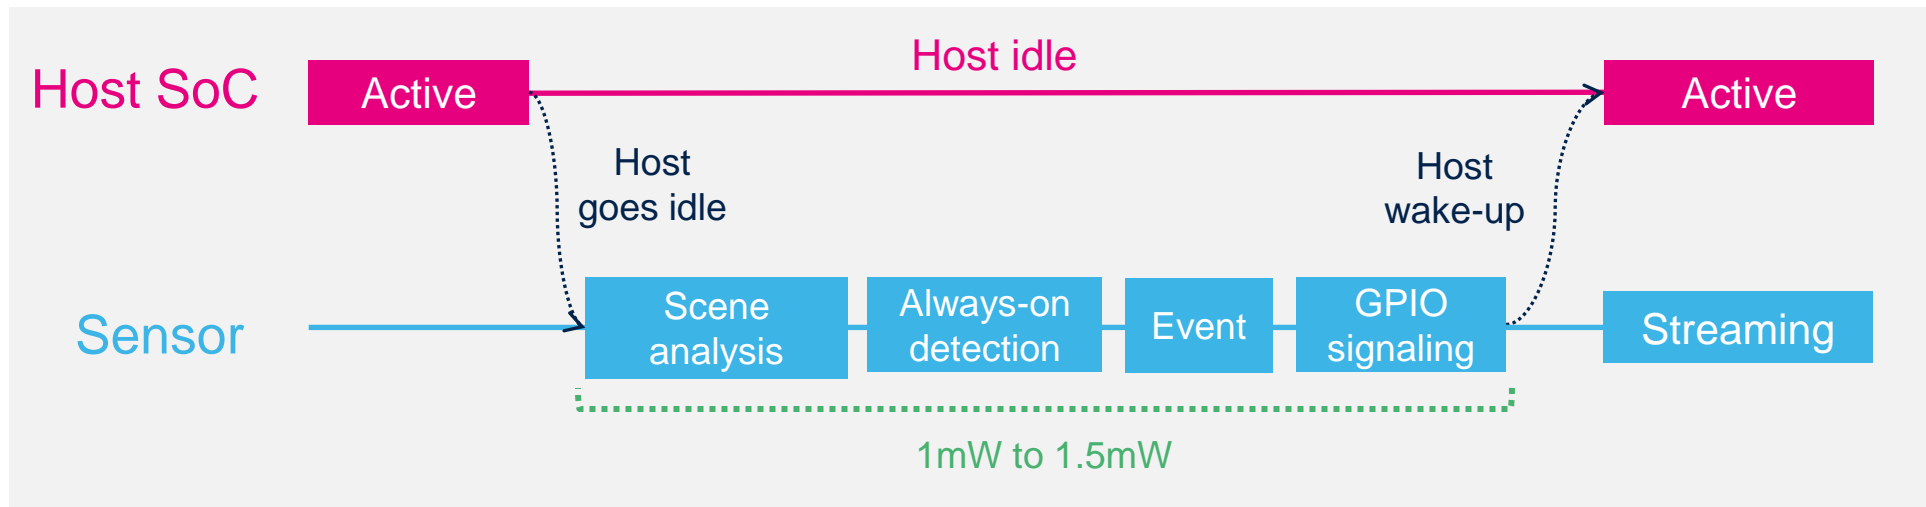 Host idle
Host SoC
Active
Active
Host
goes idle
Host
wake-up
Sensor
Scene
analysis
Always-on
detection
Event
GPIO
signaling
Streaming
1mW to 1.5mW